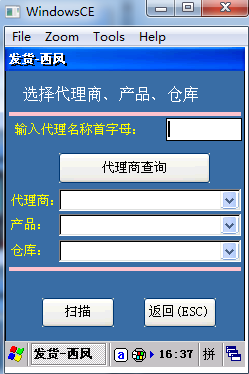 WindowsCE
File Zoom Tools Help
发货-西风
选择代理商、产品、仓库
输入代理名称首字母:
代理商查询
代理商:
产品:
仓库:
扫描 返回(ESC)
发货-西风 a 16:37 拼